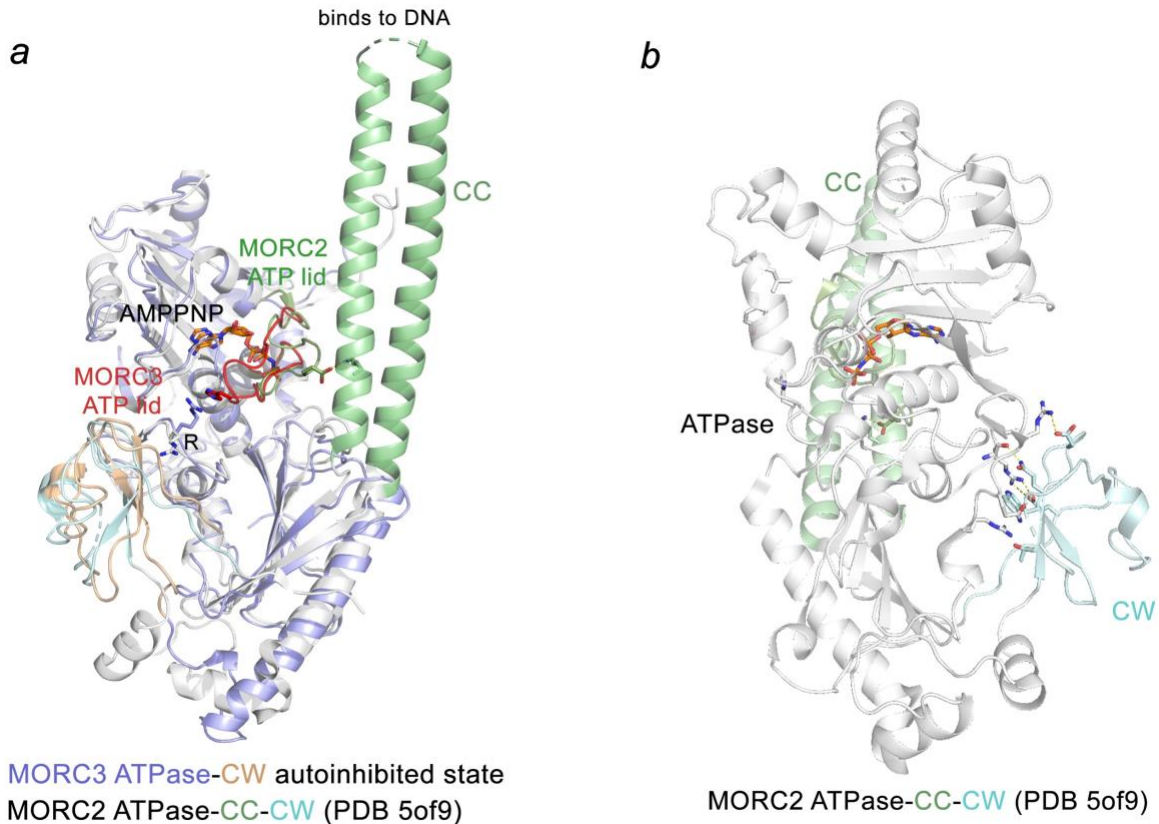 a
binds to DNA
CC
MORC2
ATP lid
AMPPNP
MORC3
ATP lid
R
MORC3 ATPase-CW autoinhibited state
MORC2 ATPase-CC-CW (PDB 5of9)
b
CC
ATPase
CW
MORC2 ATPase-CC-CW (PDB 5of9)